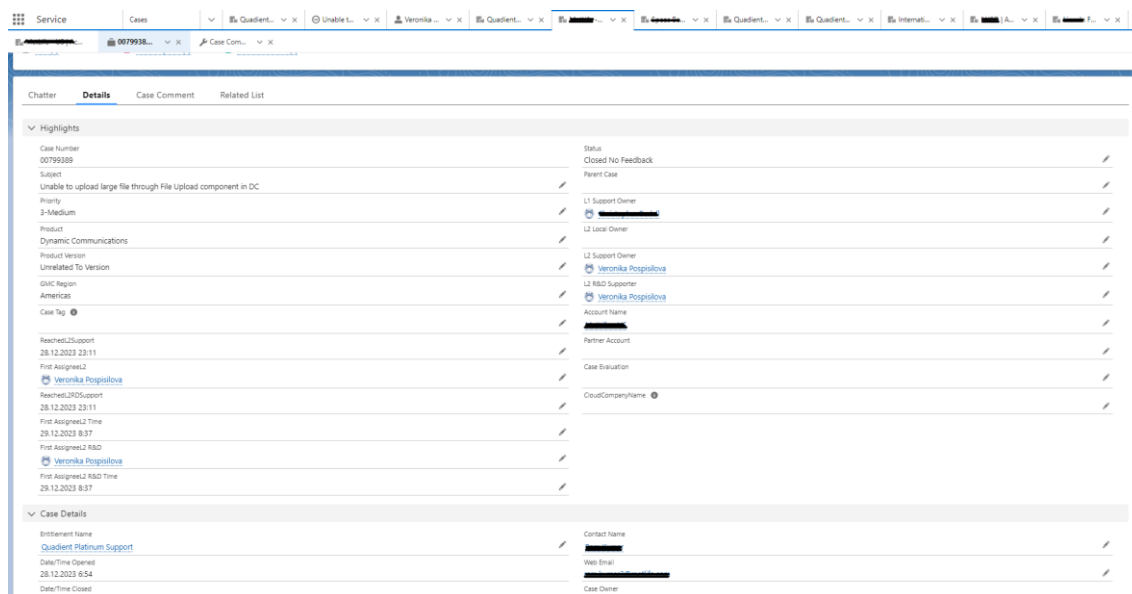 Service Cases Quadient... Unable t... Veronika ... Quadient... Quadient... Quadient... Internati... | A... F...
0079938... Case Com...
Chatter Details Case Comment Related List
Highlights
Case Number
00799389
Subject
Unable to upload large file through File Upload component in DC
Priority
3-Medium
Product
Dynamic Communications
Product Version
Unrelated To Version
GMC Region
Americas
Case Tag
ReachedL2Support
28.12.2023 23:11
First AssigneeL2
Veronika Pospisilova
ReachedL2RDSupport
28.12.2023 23:11
First AssigneeL2 Time
29.12.2023 8:37
First AssigneeL2 R&D
Veronika Pospisilova
First AssigneeL2 R&D Time
29.12.2023 8:37
Status
Closed No Feedback
Parent Case
L1 Support Owner
L2 Local Owner
L2 Support Owner
Veronika Pospisilova
L2 R&D Supporter
Veronika Pospisilova
Account Name
Partner Account
Case Evaluation
CloudCompanyName
Case Details
Entitlement Name
Quadient Platinum Support
Date/Time Opened
28.12.2023 6:54
Date/Time Closed
Contact Name
Web Email
Case Owner